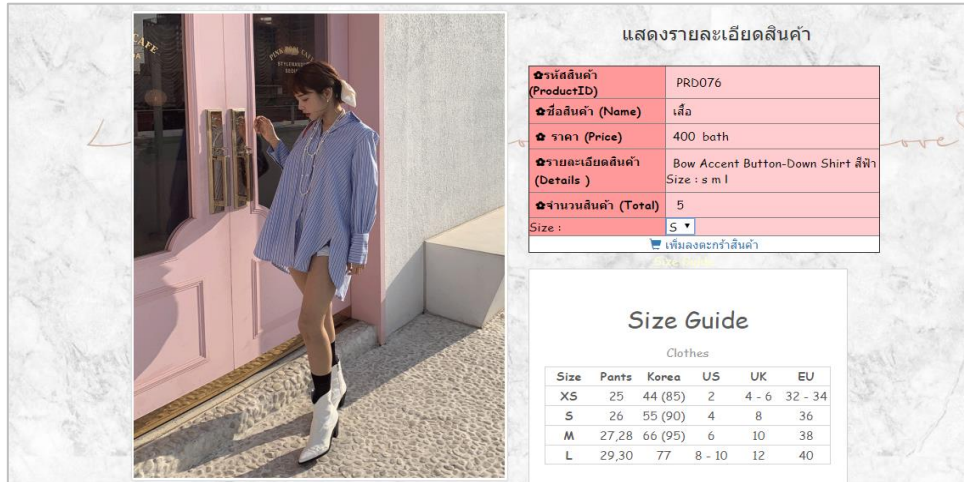 CAFE
PINK CAFE
แสดงรายละเอียดสินค้า
✿รหัสสินค้า (ProductID) PRD076
✿ชื่อสินค้า (Name) เสื้อ
✿ ราคา (Price) 400 bath
✿รายละเอียดสินค้า (Details ) Bow Accent Button-Down Shirt สีฟ้า
Size : s m l
✿จำนวนสินค้า (Total) 5
Size : S
เพิ่มลงตะกร้าสินค้า
Size Guide
Size Guide
Clothes
Size Pants Korea US UK EU
XS 25 44 (85) 2 4 - 6 32 - 34
S 26 55 (90) 4 8 36
M 27,28 66 (95) 6 10 38
L 29,30 77 8 - 10 12 40